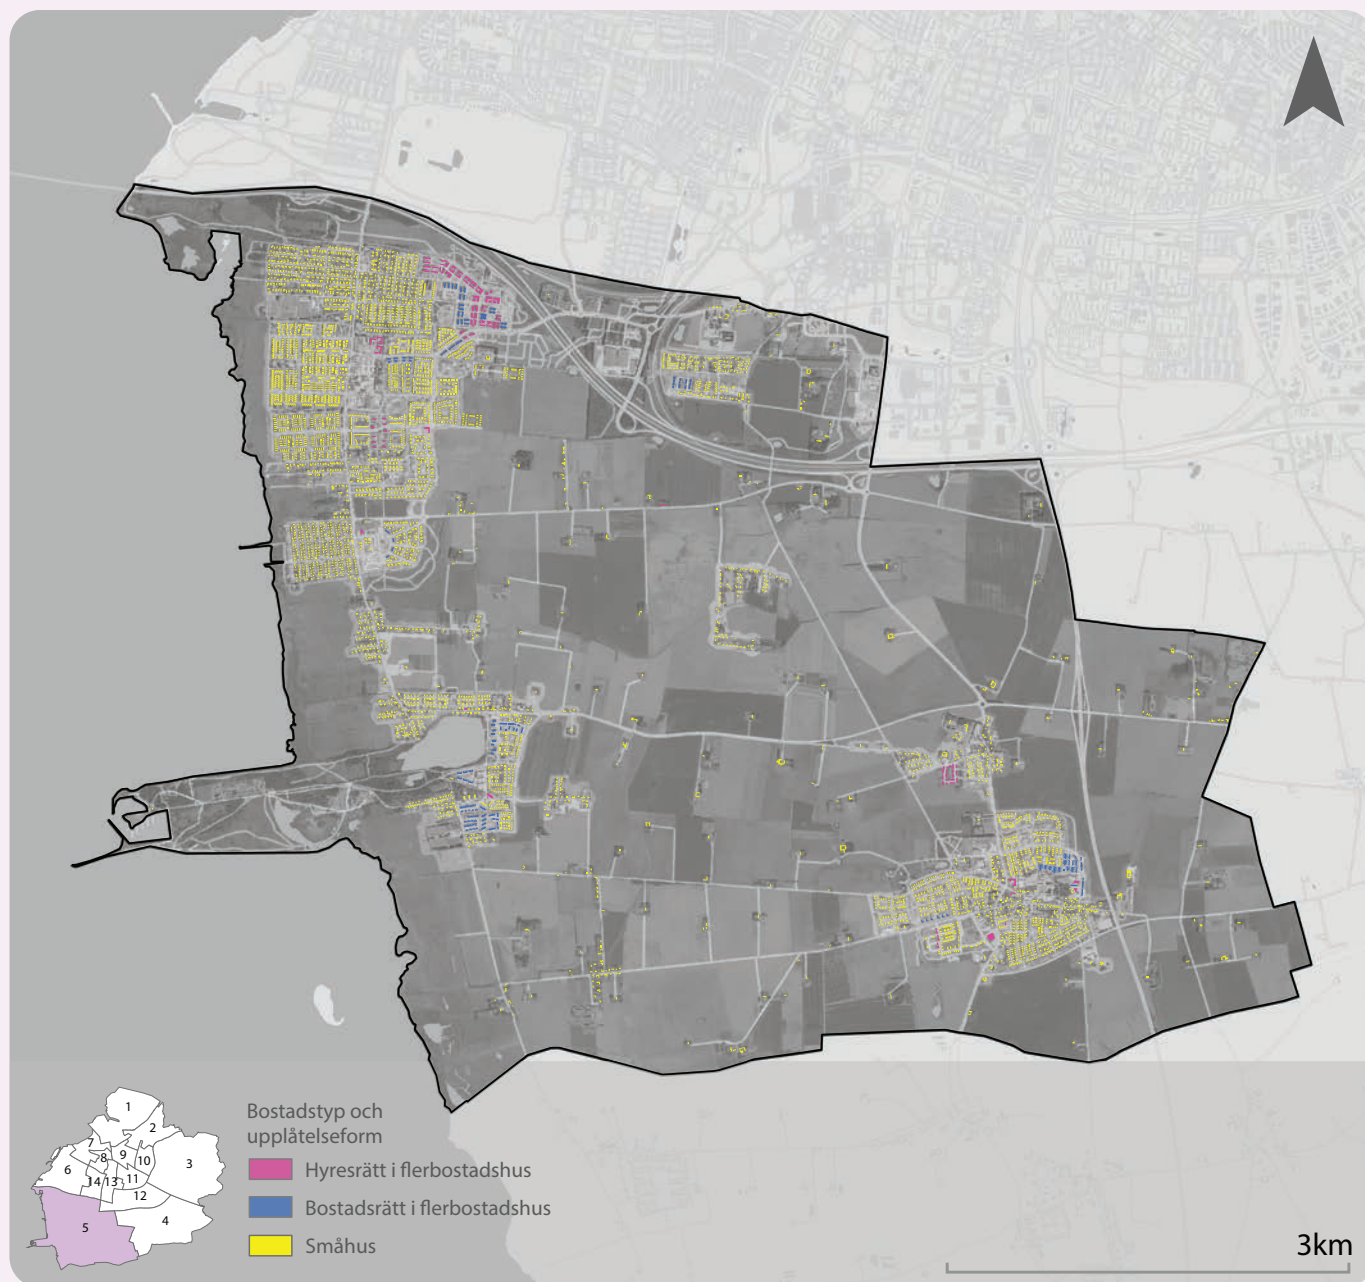 1
2
7
9
8
10
3
6
14
13
11
12
5
4
Bostadstyp och
upplåtelseform
Hyresrätt i flerbostadshus
Bostadsrätt i flerbostadshus
Småhus
3km